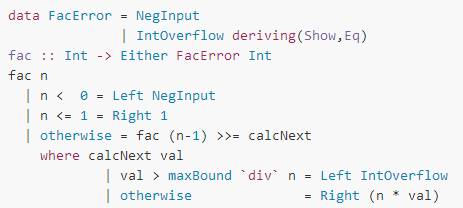 data FacError = NegInput
              | IntOverflow deriving(Show,Eq)
fac :: Int -> Either FacError Int
fac n
  | n <  0 = Left NegInput
  | n <= 1 = Right 1
  | otherwise = fac (n-1) >>= calcNext
    where calcNext val
            | val > maxBound `div` n = Left IntOverflow
            | otherwise              = Right (n * val)